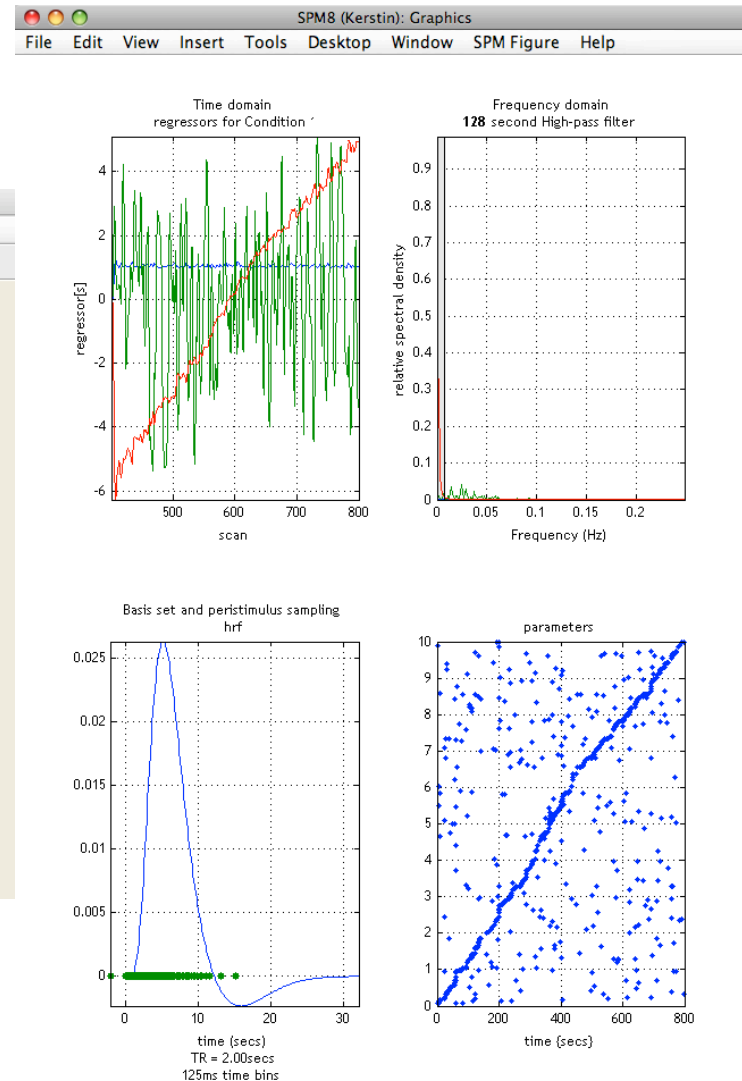 SPM8 (Kerstin): Graphics
File Edit View Insert Tools Desktop Window SPM Figure Help
Time domain
regressors for Condition
4
2
0
-2
-4
-6
regressor[s]
500 600 700 800
scan
Frequency domain
128 second High-pass filter
0.9
0.8
0.7
0.6
0.5
0.4
0.3
0.2
0.1
0
relative spectral density
0 0.05 0.1 0.15 0.2
Frequency (Hz)
Basis set and peristimulus sampling
hrf
0.025
0.02
0.015
0.01
0.005
0
0 10 20 30
time (secs)
TR = 2.00secs
125ms time bins
parameters
10
9
8
7
6
5
4
3
2
1
0
0 200 400 600 800
time {secs}